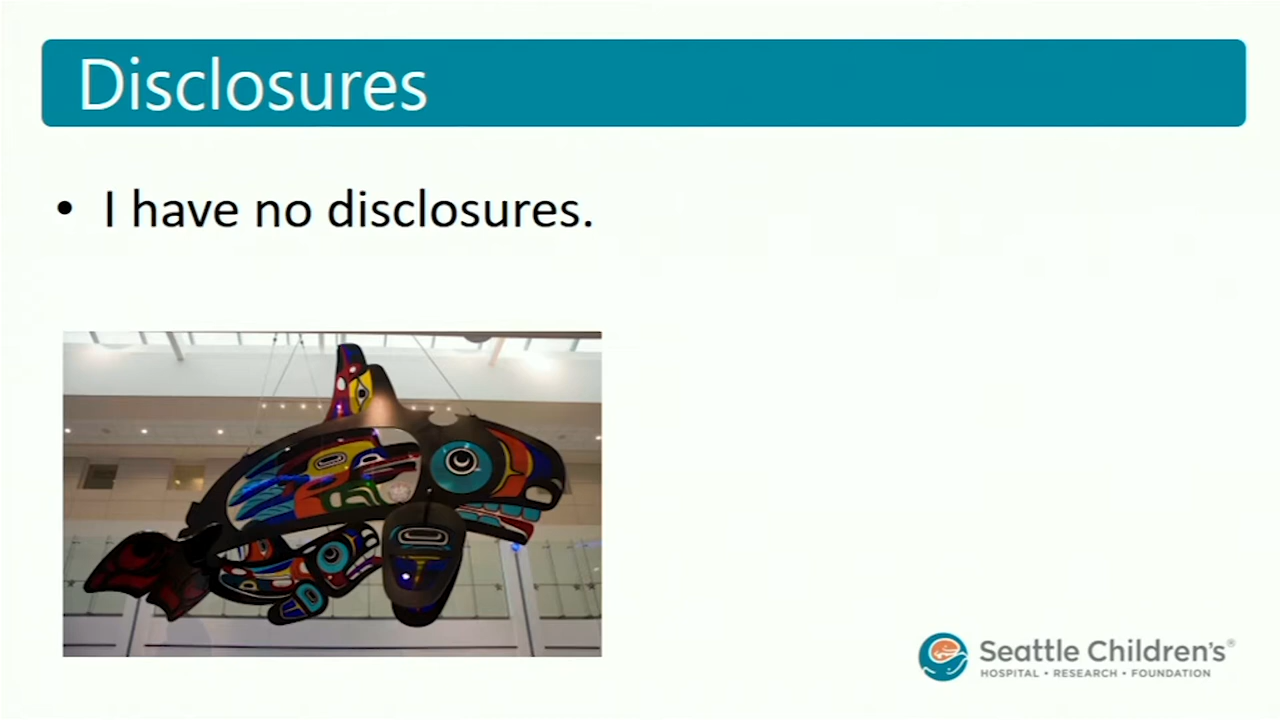 Disclosures
• I have no disclosures.
Seattle Children's®
HOSPITAL • RESEARCH • FOUNDATION